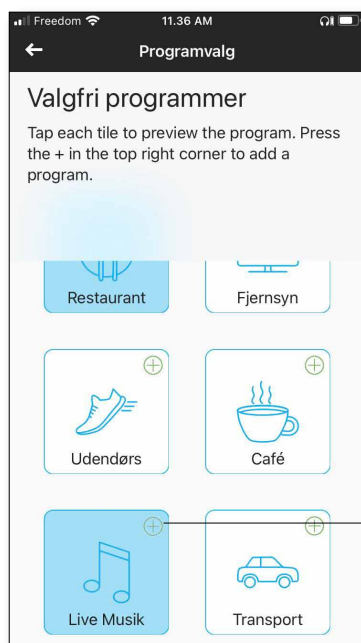 Freedom 11.36 AM
Programvalg
Valgfri programmer
Tap each tile to preview the program. Press
the + in the top right corner to add a
program.
Restaurant Fjernsyn
Udendørs Café
Live Musik Transport